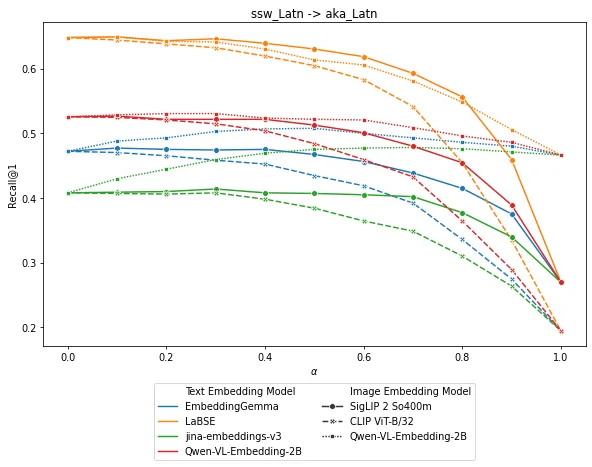 ssw_Latn -> aka_Latn
Recall@1
0.6
0.5
0.4
0.3
0.2
0.0 0.2 0.4 0.6 0.8 1.0
α
Text Embedding Model Image Embedding Model
EmbeddingGemma SigLIP 2 So400m
LaBSE CLIP ViT-B/32
jina-embeddings-v3 Qwen-VL-Embedding-2B
Qwen-VL-Embedding-2B